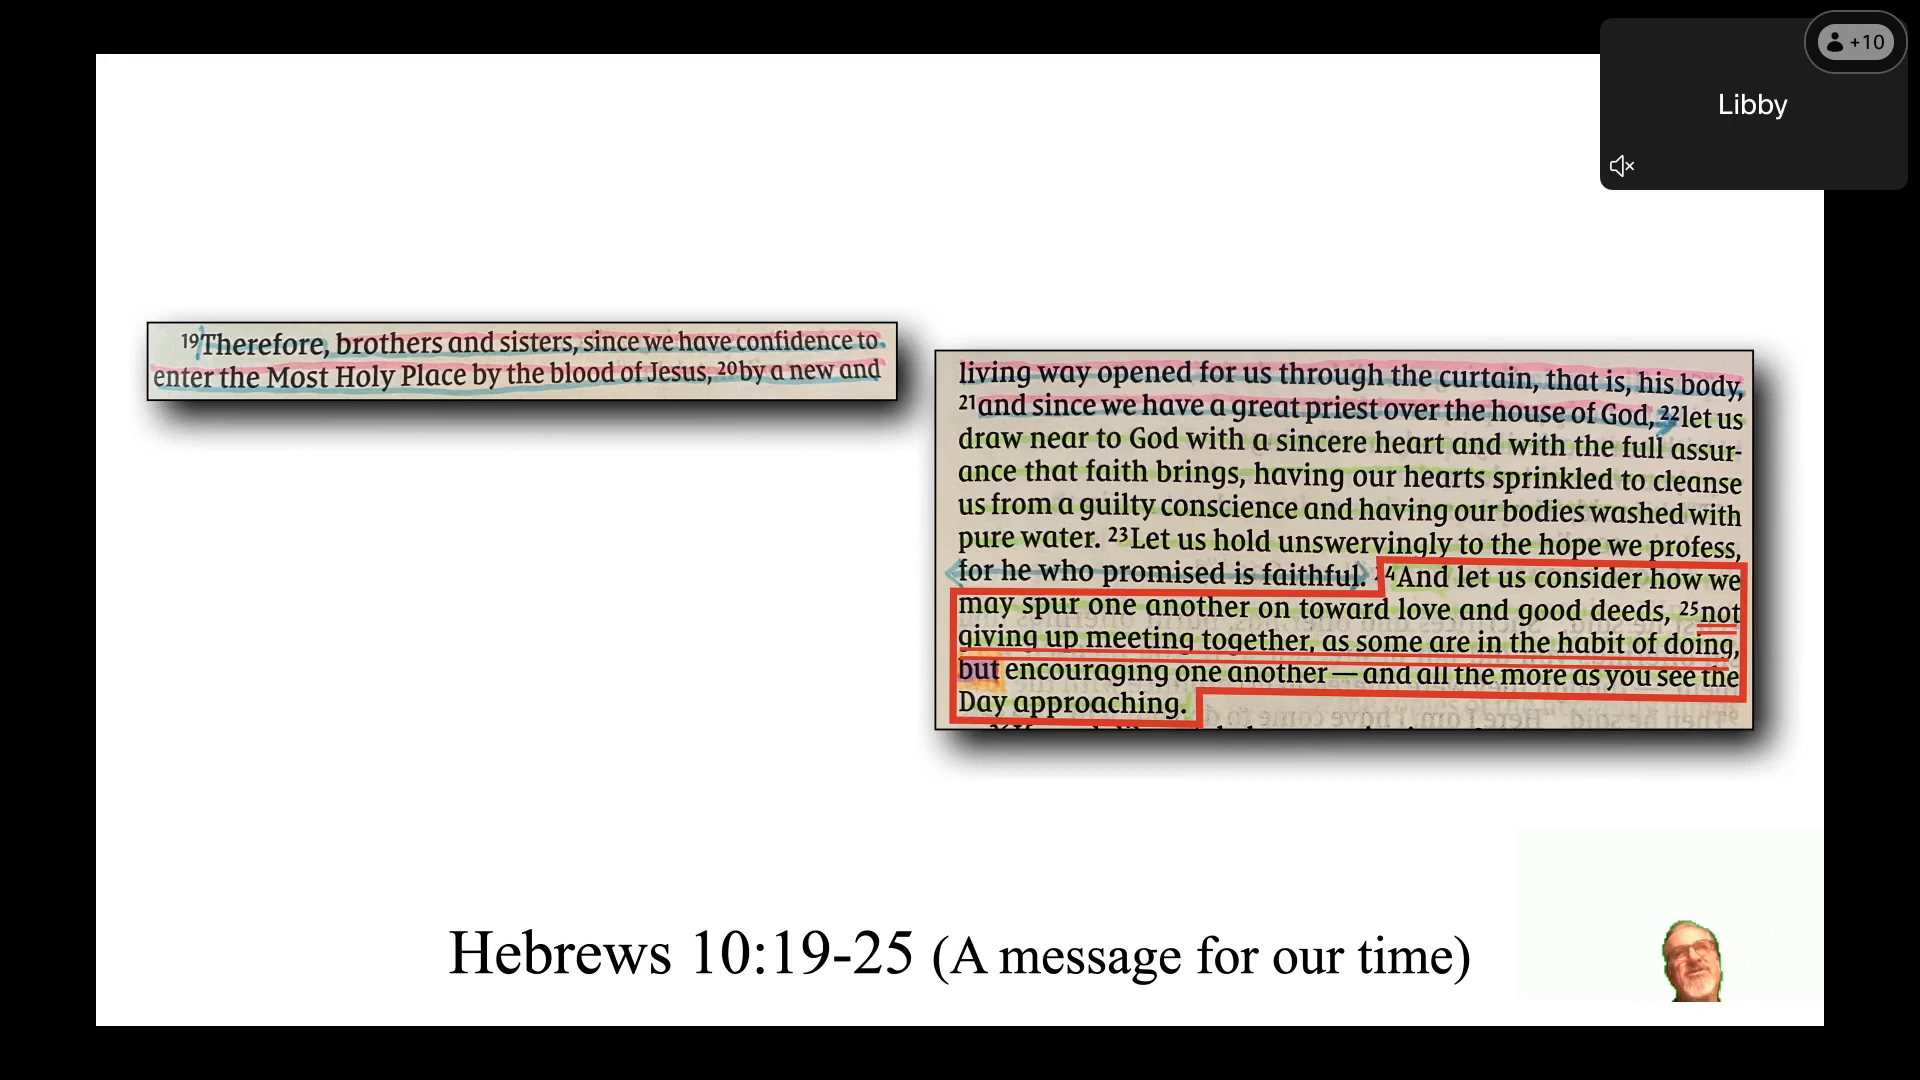 +10
Libby
19Therefore, brothers and sisters, since we have confidence to
enter the Most Holy Place by the blood of Jesus, 20by a new and
living way opened for us through the curtain, that is, his body,
21and since we have a great priest over the house of God, 22let us
draw near to God with a sincere heart and with the full assur-
ance that faith brings, having our hearts sprinkled to cleanse
us from a guilty conscience and having our bodies washed with
pure water. 23Let us hold unswervingly to the hope we profess,
for he who promised is faithful. 24And let us consider how we
may spur one another on toward love and good deeds, 25not
giving up meeting together, as some are in the habit of doing,
but encouraging one another — and all the more as you see the
Day approaching.
Hebrews 10:19-25 (A message for our time)